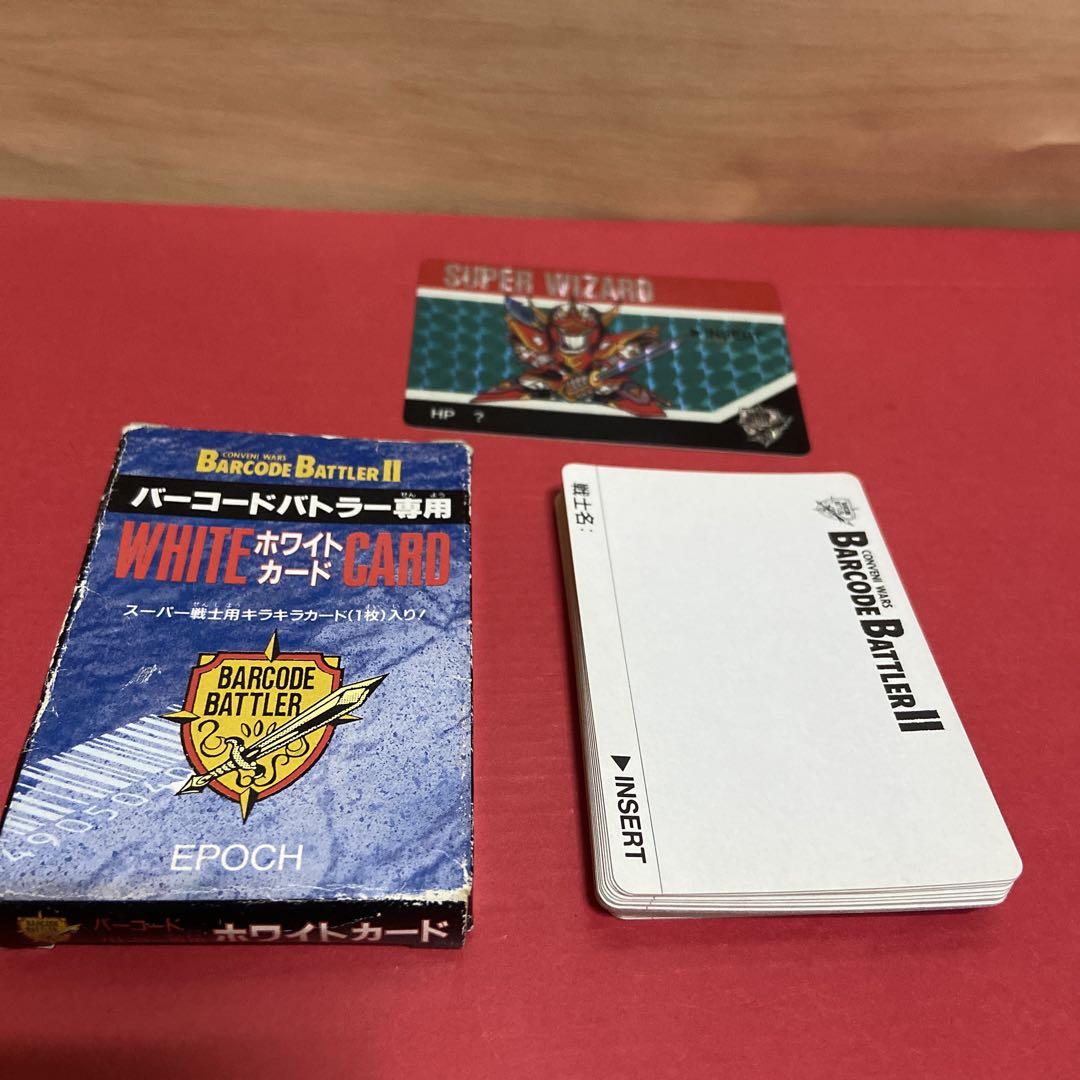 SUPER WIZARD
▶INSERT
HP ?
CONVENI WARS
BARCODE BATTLER II
せん よう
バーコードバトラー専用
WHITE ホワイトカード CARD
スーパー戦士用キラキラカード(1枚)入り!
BARCODE
BATTLER
EPOCH
バーコード
ホワイトカード
戦士名:
CONVENI WARS
BARCODE BATTLER II
▶INSERT